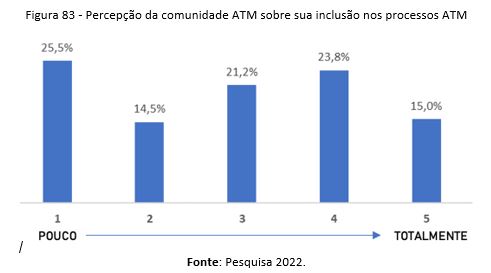 Figura 83 - Percepção da comunidade ATM sobre sua inclusão nos processos ATM
25,5%
14,5%
21,2%
23,8%
15,0%
1 2 3 4 5
POUCO TOTALMENTE
/
Fonte: Pesquisa 2022.